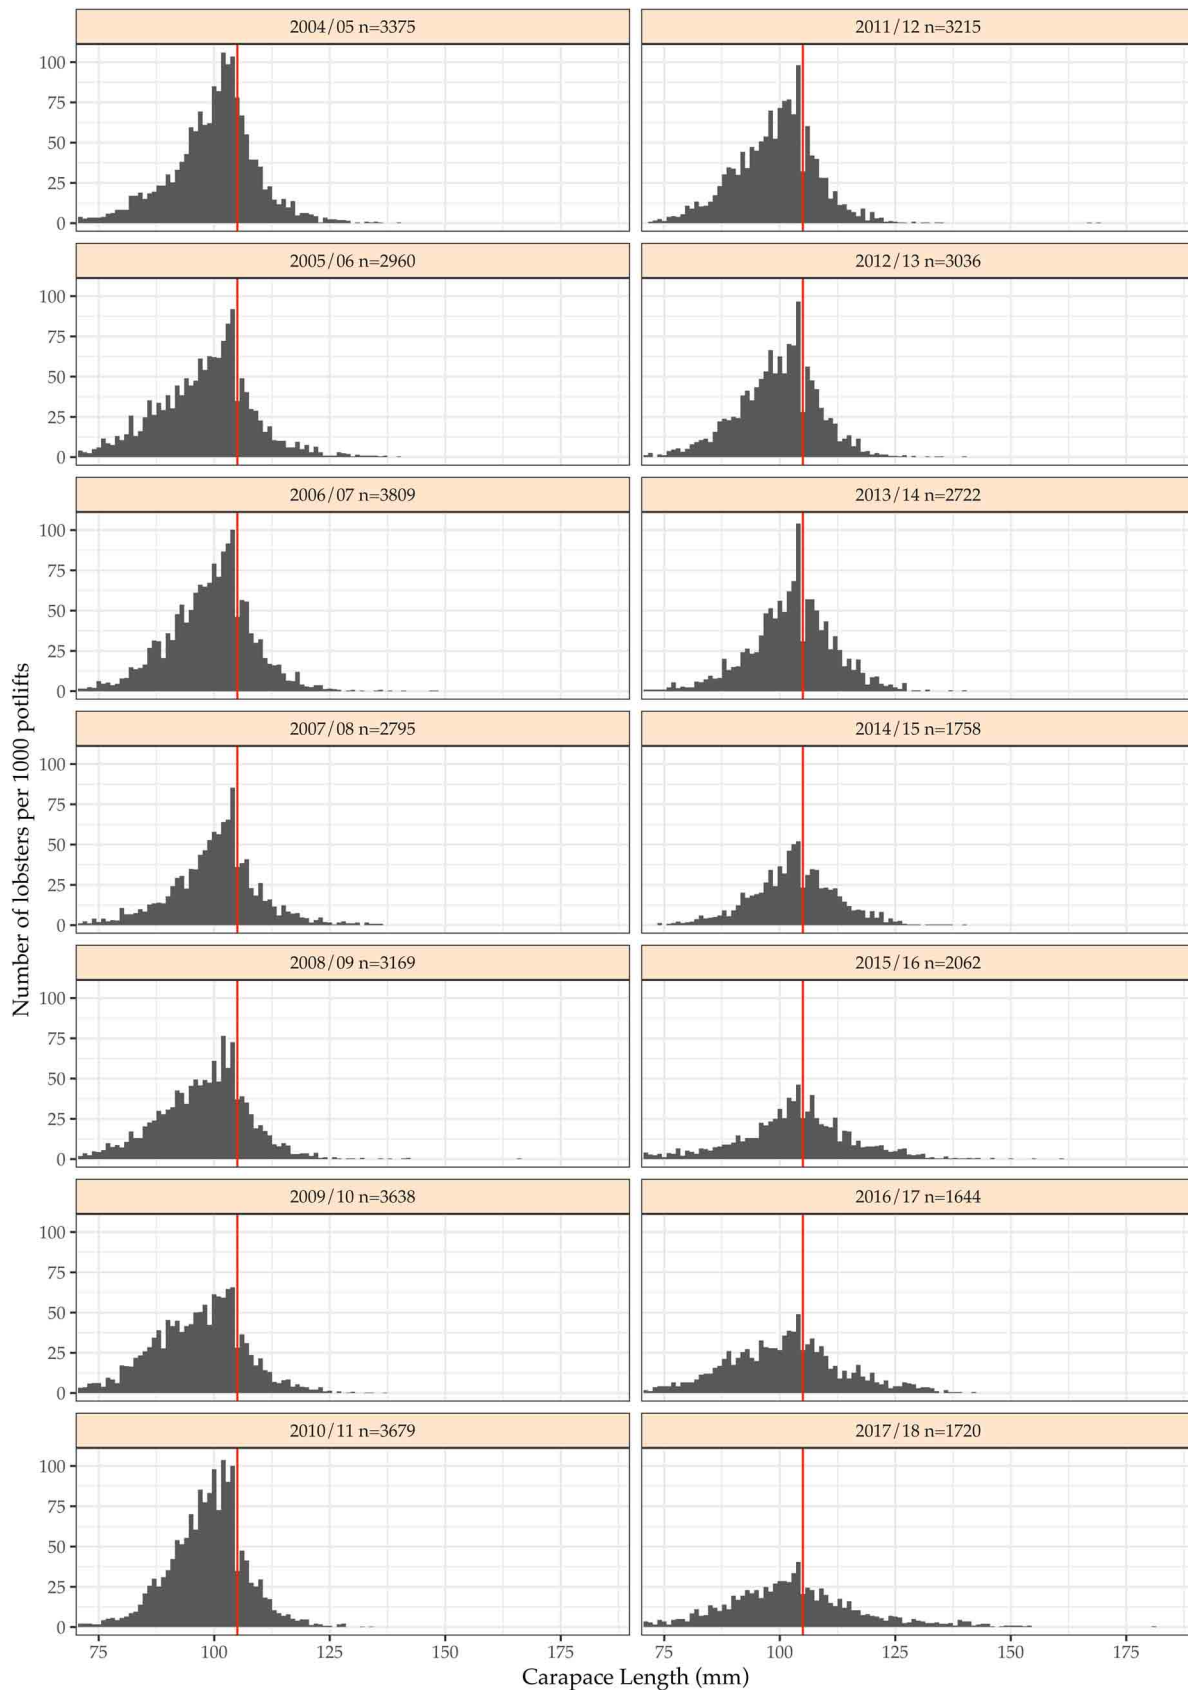 2004/05 n=3375
2011/12 n=3215
100
75
50
25
0
2005/06 n=2960
2012/13 n=3036
100
75
50
25
0
2006/07 n=3809
2013/14 n=2722
100
75
50
25
0
2007/08 n=2795
2014/15 n=1758
100
75
50
25
0
2008/09 n=3169
2015/16 n=2062
100
75
50
25
0
2009/10 n=3638
2016/17 n=1644
100
75
50
25
0
2010/11 n=3679
2017/18 n=1720
100
75
50
25
0
75 100 125 150 175 75 100 125 150 175
Carapace Length (mm)
Number of lobsters per 1000 potlifts